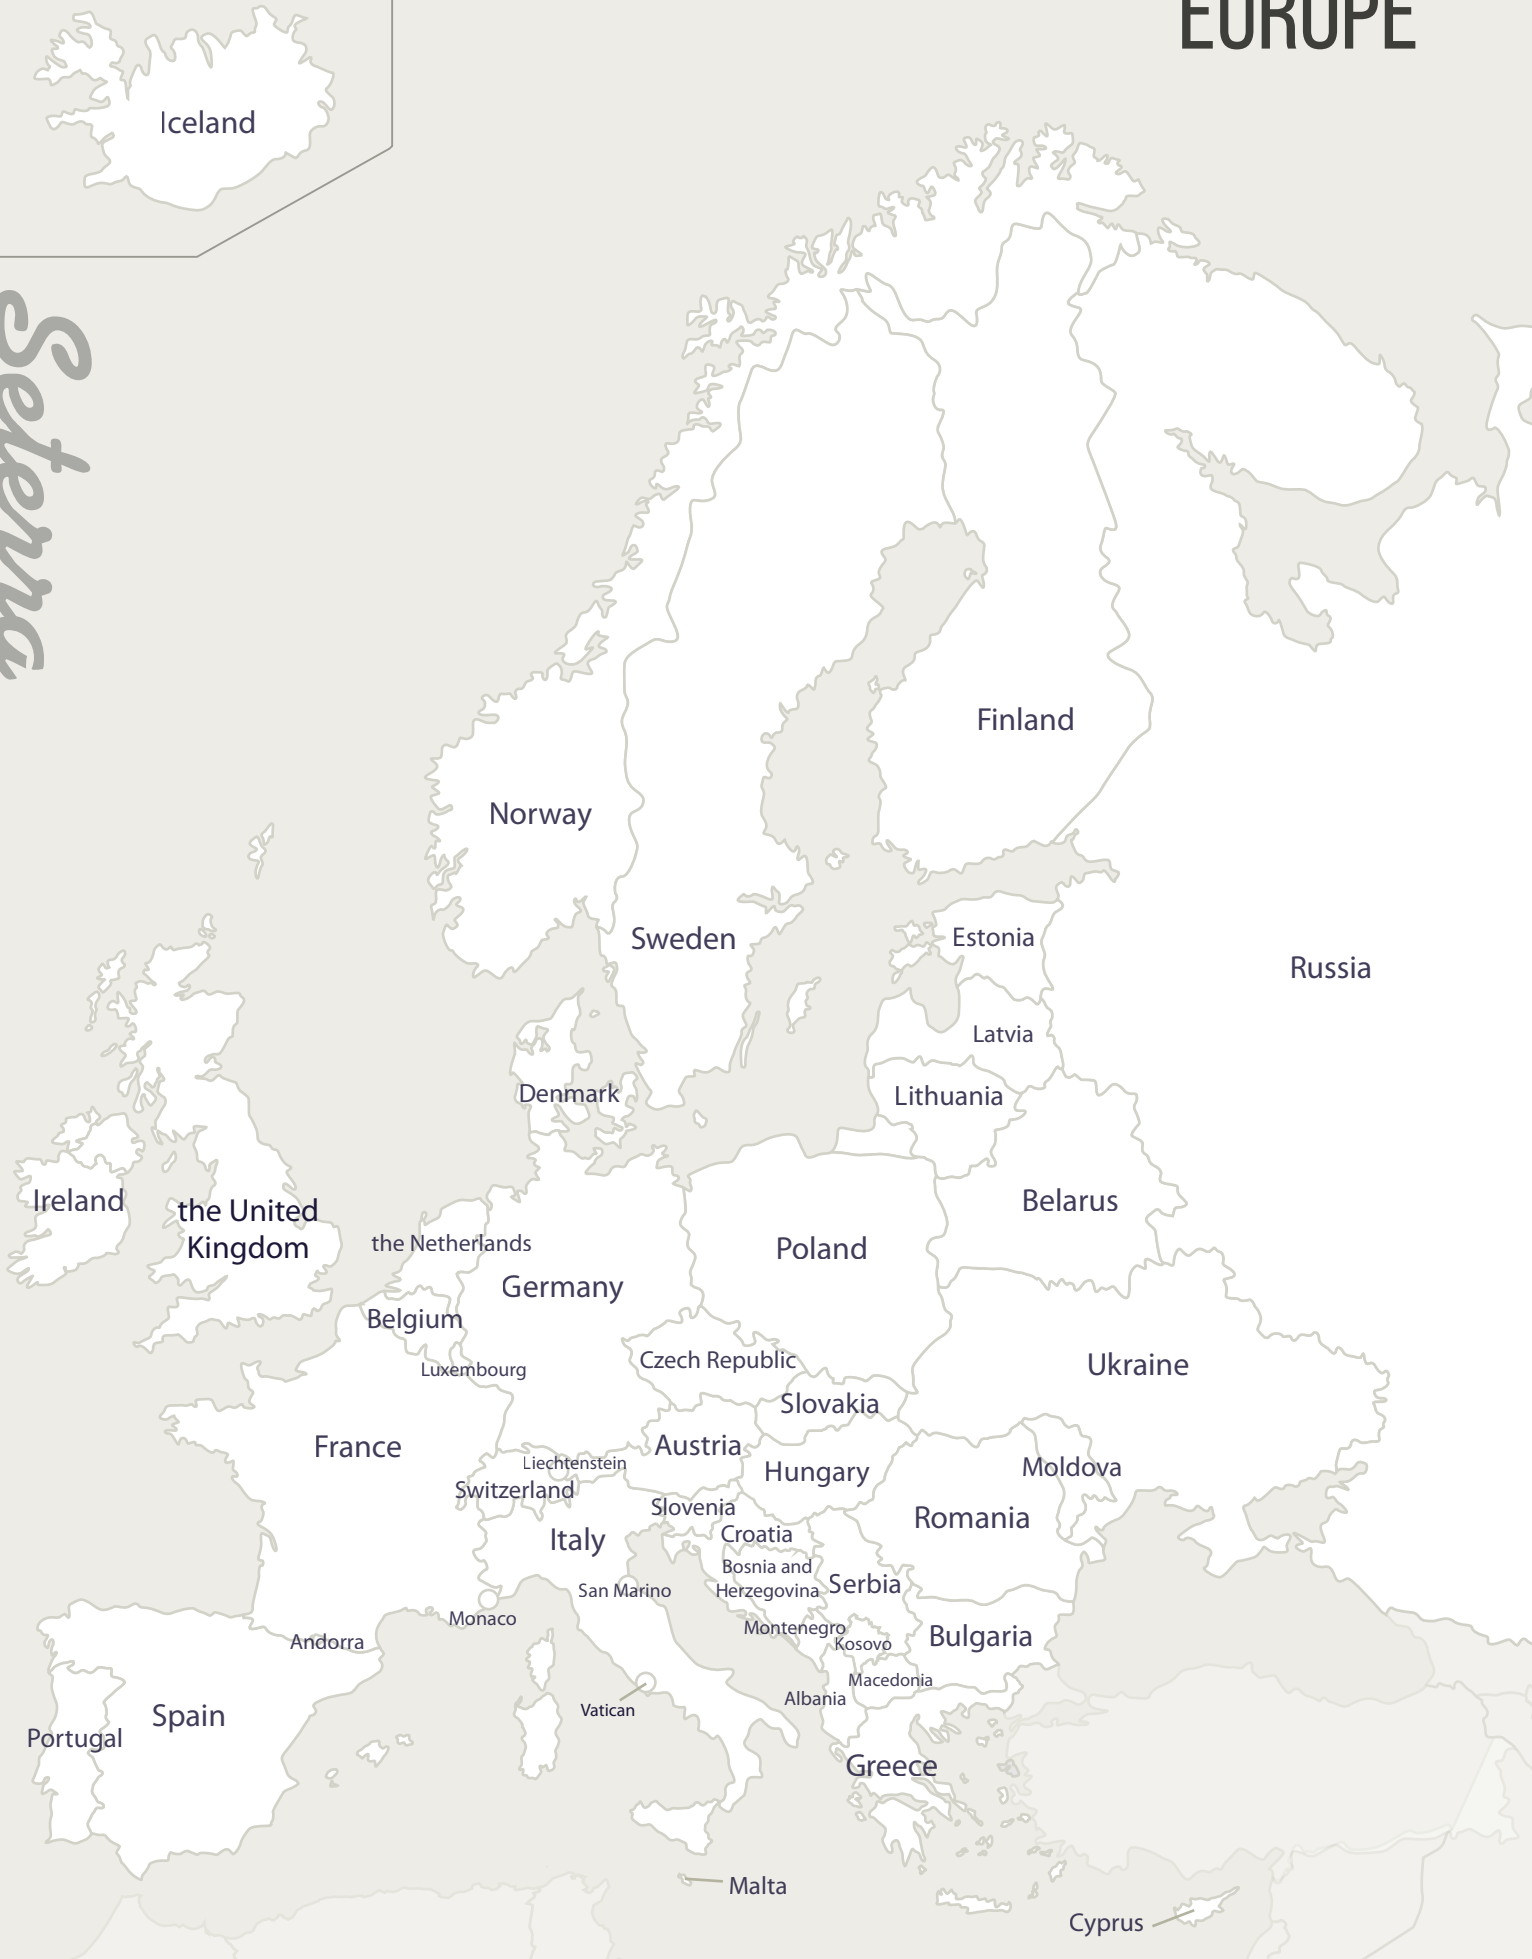 EUROPE
Iceland
Setera
Finland
Norway
Sweden
Estonia
Russia
Latvia
Denmark
Lithuania
Ireland
the United
Kingdom
Belarus
the Netherlands
Poland
Germany
Belgium
Czech Republic
Luxembourg
Ukraine
Slovakia
France
Austria
Liechtenstein
Hungary
Moldova
Switzerland
Slovenia
Romania
Italy
Croatia
Bosnia and
Herzegovina
San Marino
Serbia
Monaco
Montenegro
Kosovo
Bulgaria
Andorra
Macedonia
Albania
Vatican
Spain
Portugal
Greece
Malta
Cyprus